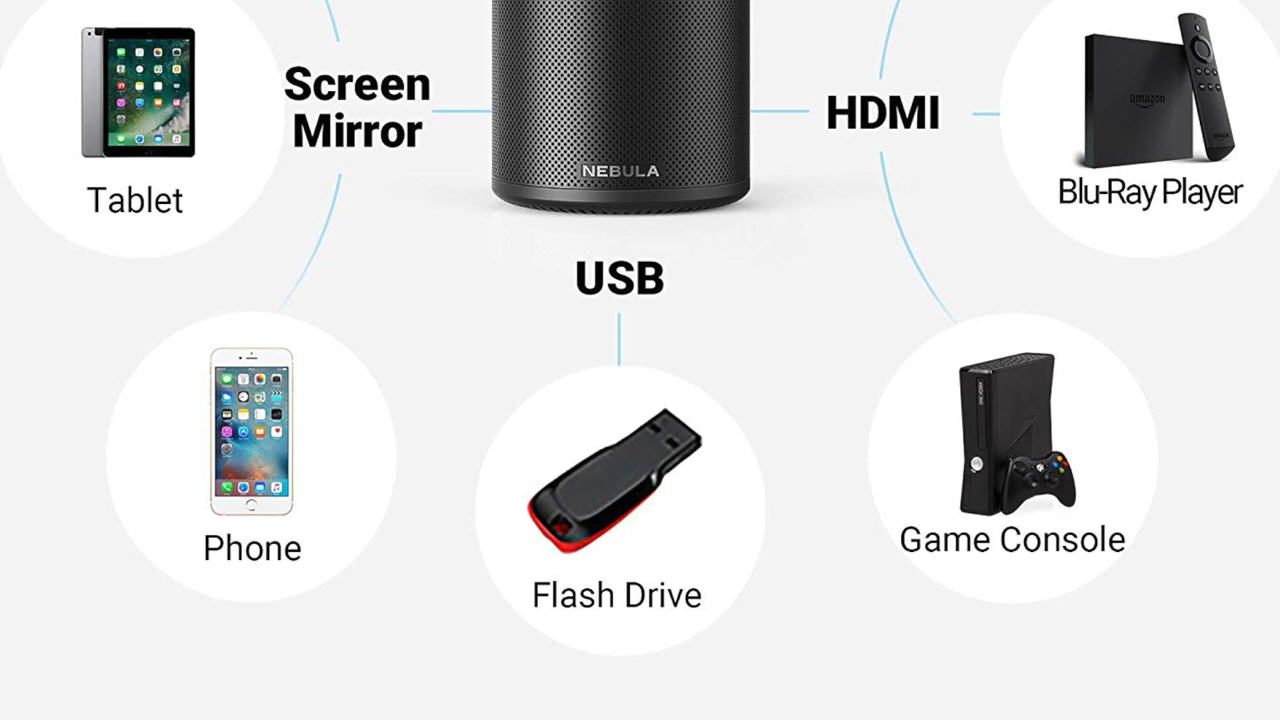 Screen
Mirror
HDMI
amazon
NEBULA
Tablet
Blu-Ray Player
USB
Phone
Flash Drive
Game Console